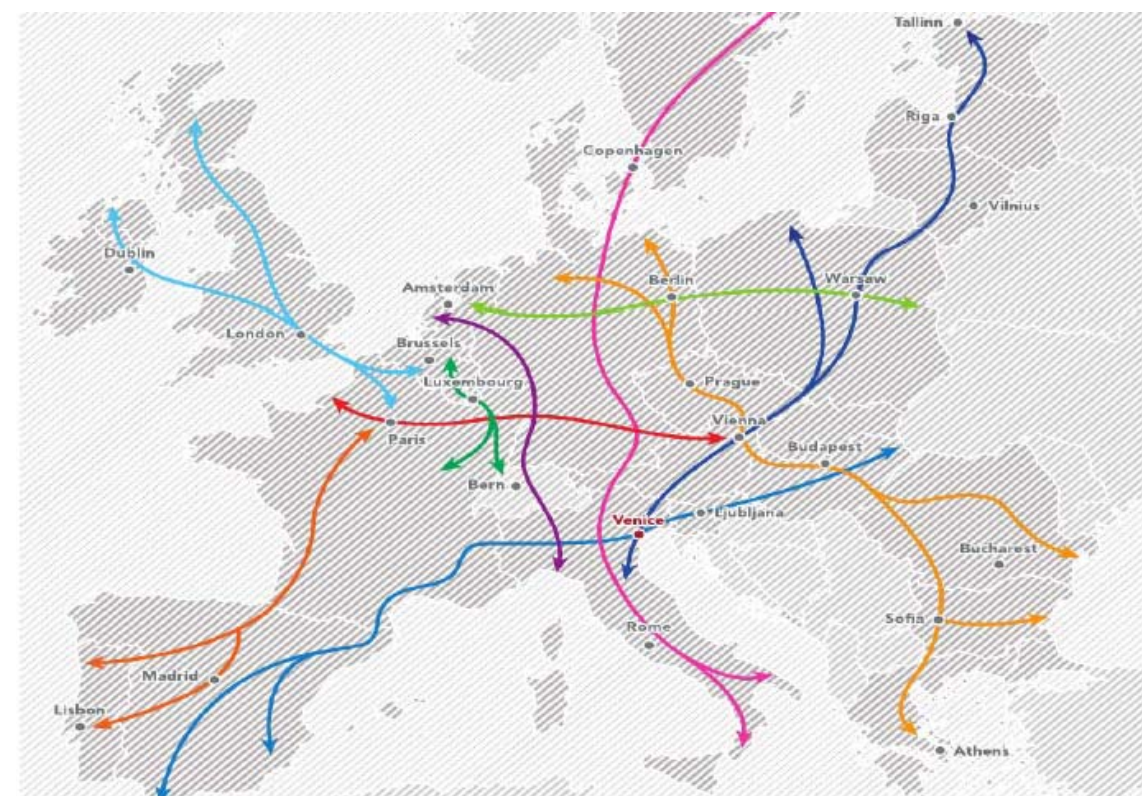 Tallinn
Riga
Copenhagen
Vilnius
Dublin
Berlin
Warsaw
Amsterdam
London
Brussels
Luxembourg
Prague
Paris
Vienna
Budapest
Bern
Venice
Ljubljana
Bucharest
Sofia
Rome
Madrid
Lisbon
Athens